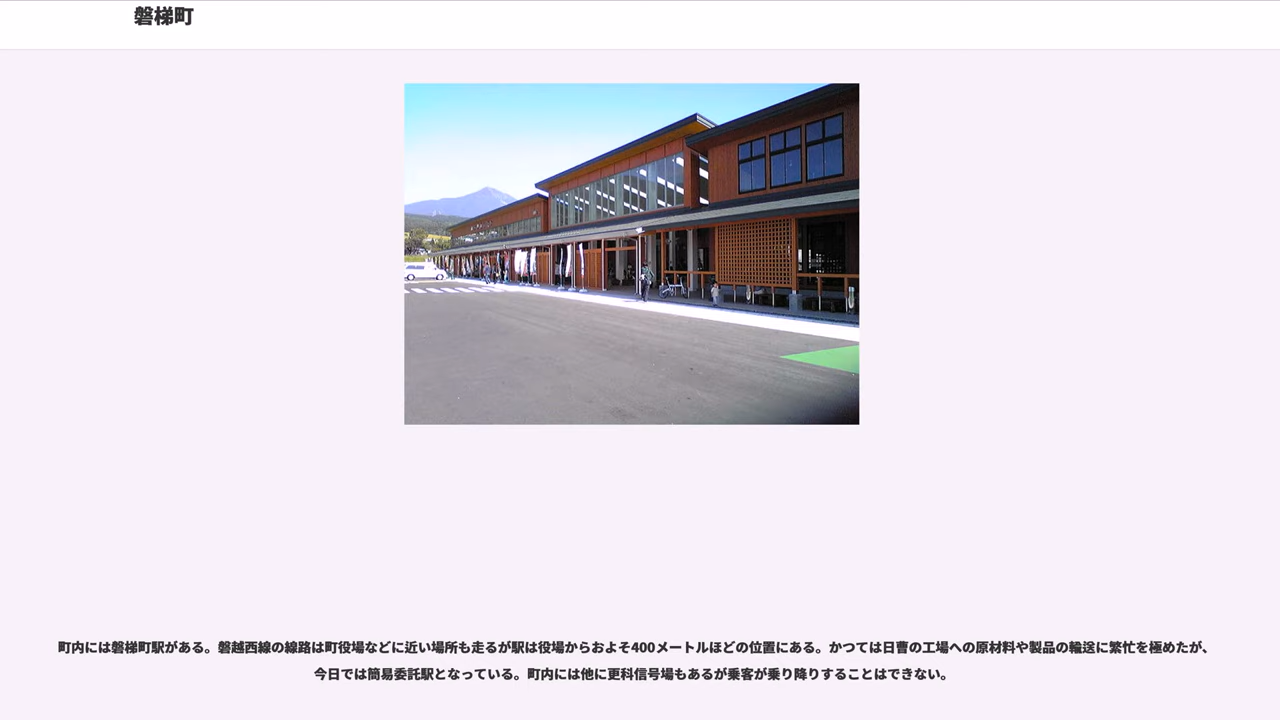 磐梯町
町内には磐梯町駅がある。磐越西線の線路は町役場などに近い場所も走るが駅は役場からおよそ400メートルほどの位置にある。かつては日曹の工場への原材料や製品の輸送に繁忙を極めたが、
今日では簡易委託駅となっている。町内には他に更科信号場もあるが乗客が乗り降りすることはできない。